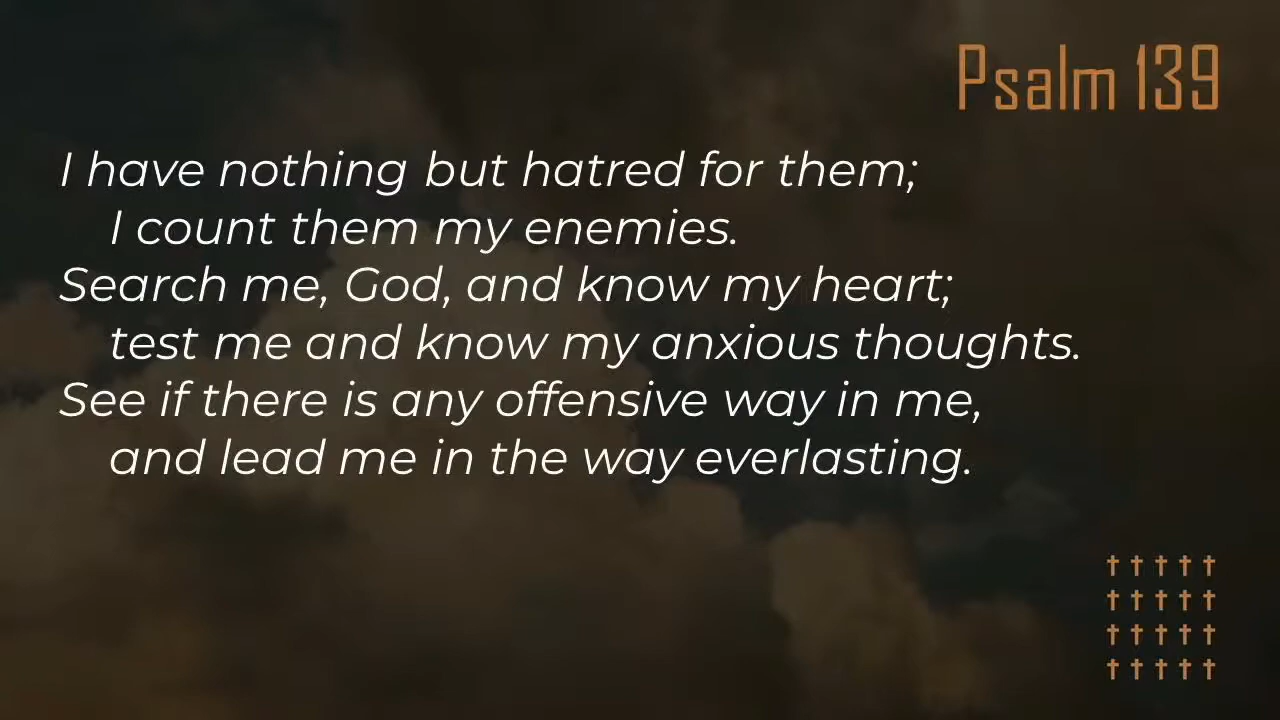 Psalm 139
I have nothing but hatred for them;
I count them my enemies.
Search me, God, and know my heart;
test me and know my anxious thoughts.
See if there is any offensive way in me,
and lead me in the way everlasting.